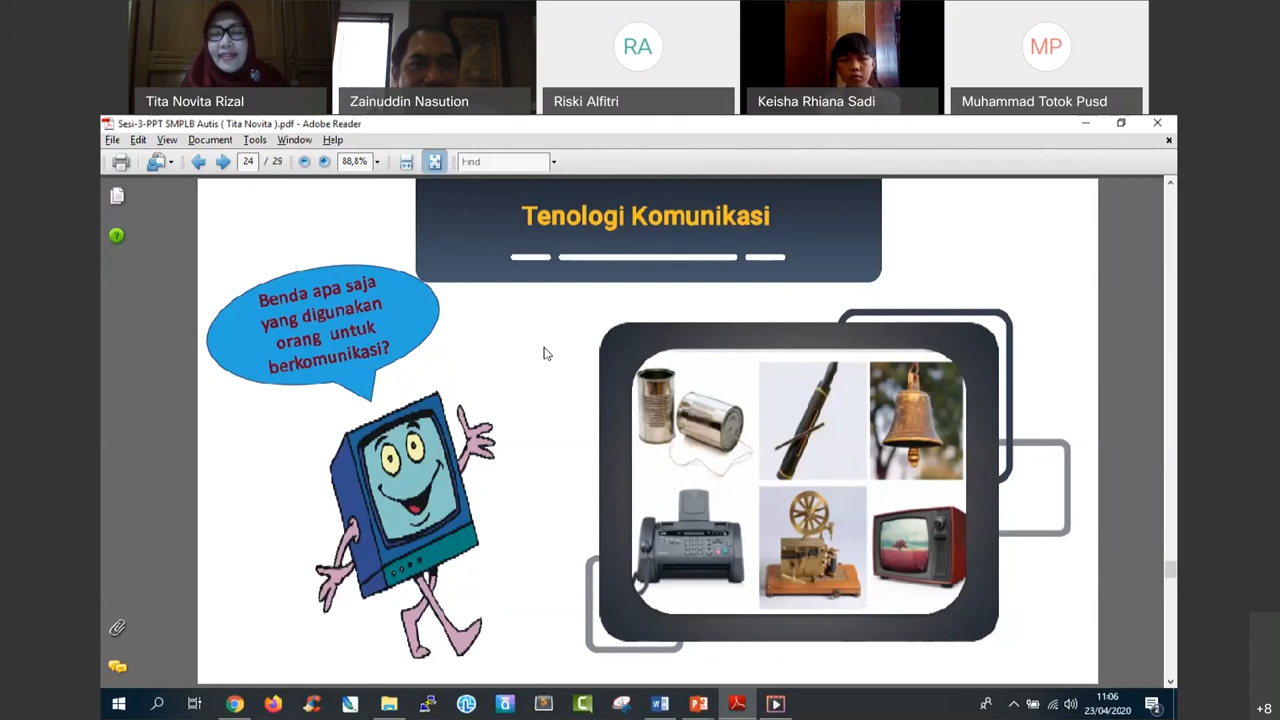 RA
MP
Tita Novita Rizal
Zainuddin Nasution
Riski Alfitri
Keisha Rhiana Sadi
Muhammad Totok Pusd
Sesi-3-PPT SMPLB Autis ( Tita Novita ).pdf - Adobe Reader
File Edit View Document Tools Window Help
24 / 29 88,8% Find
Tenologi Komunikasi
Benda apa saja
yang digunakan
orang untuk
berkomunikasi?
11:06
23/04/2020
2
+8